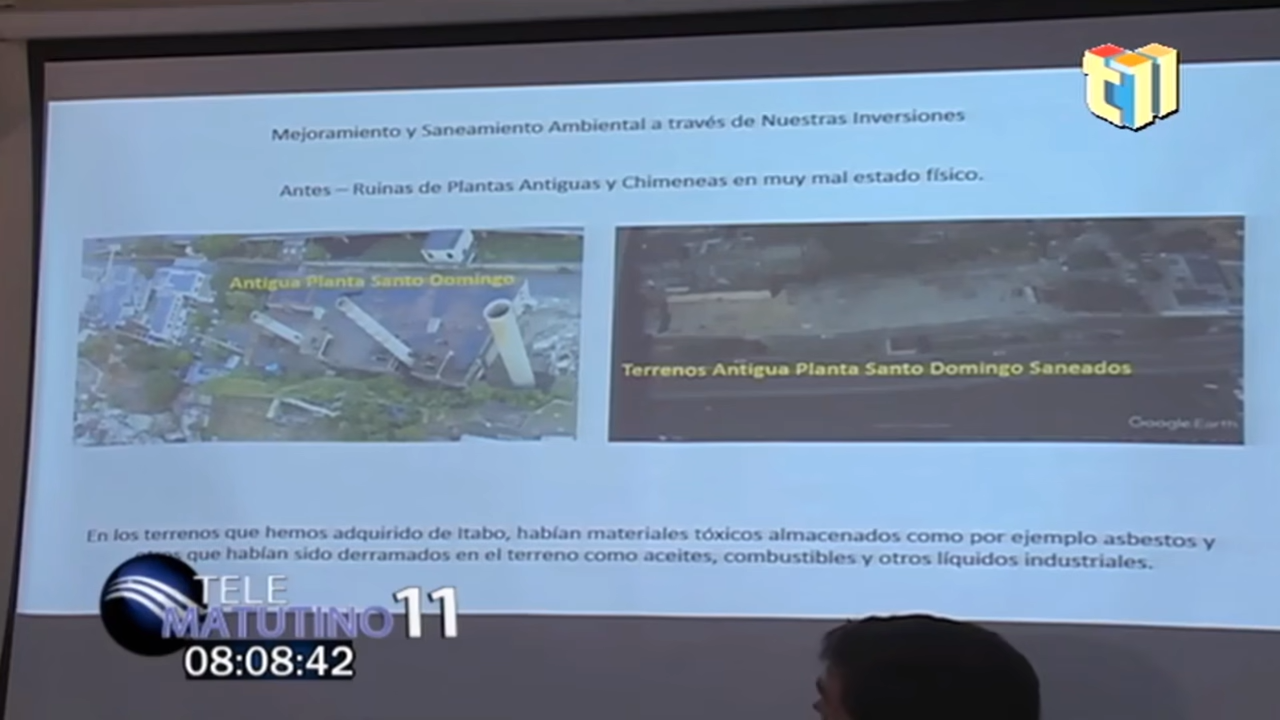 t11
Mejoramiento y Saneamiento Ambiental a través de Nuestras Inversiones
Antes – Ruinas de Plantas Antiguas y Chimeneas en muy mal estado físico.
Antigua Planta Santo Domingo
Terrenos Antigua Planta Santo Domingo Saneados
Google Earth
En los terrenos que hemos adquirido de Itabo, habían materiales tóxicos almacenados como por ejemplo asbestos y
que habían sido derramados en el terreno como aceites, combustibles y otros líquidos industriales.
TELE
MATUTINO 11
08:08:42